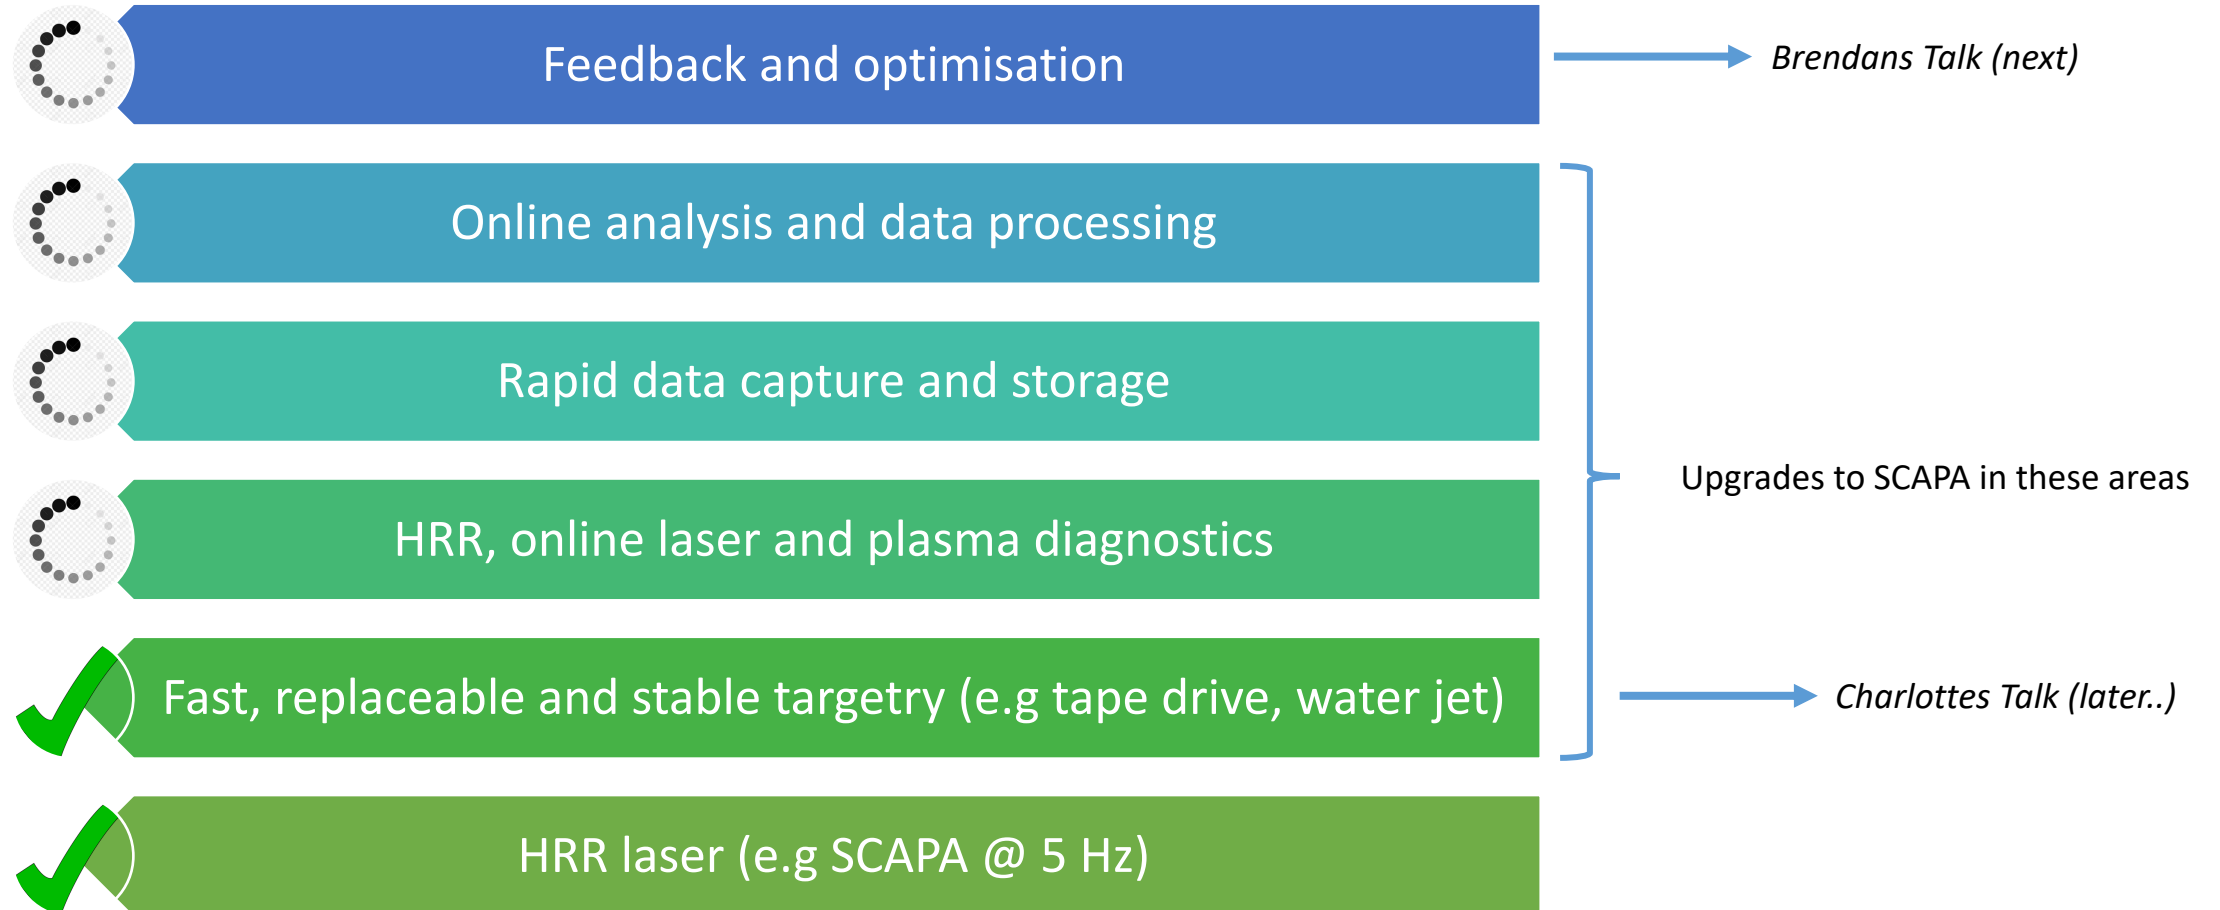 Feedback and optimisation
Brendans Talk (next)
Online analysis and data processing
Rapid data capture and storage
Upgrades to SCAPA in these areas
HRR, online laser and plasma diagnostics
Fast, replaceable and stable targetry (e.g tape drive, water jet)
Charlottes Talk (later..)
HRR laser (e.g SCAPA @ 5 Hz)